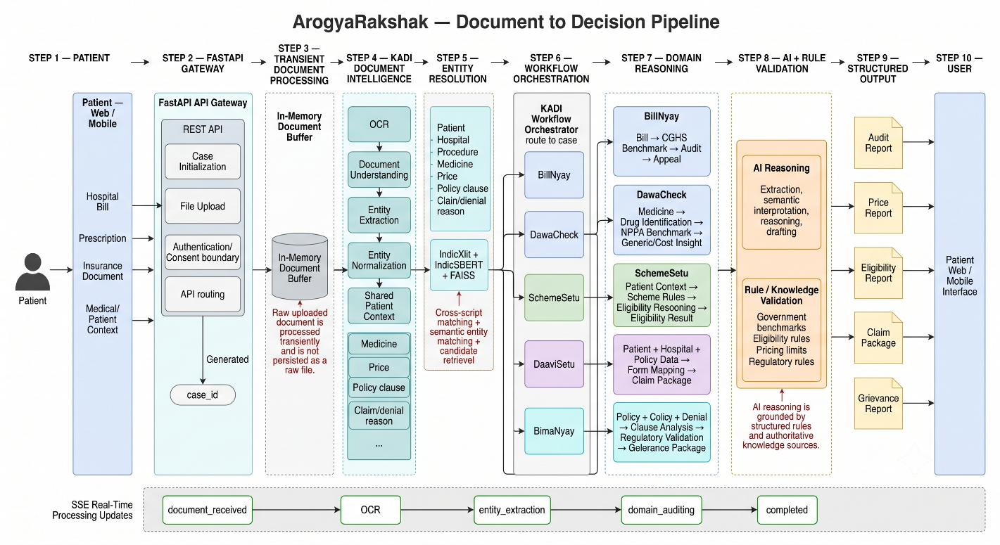 ArogyaRakshak — Document to Decision Pipeline
STEP 1 — PATIENT
STEP 2 — FASTAPI
GATEWAY
STEP 3 —
TRANSIENT
DOCUMENT
PROCESSING
STEP 4 — KADI
DOCUMENT
INTELLIGENCE
STEP 5 —
ENTITY
RESOLUTION
STEP 6 —
WORKFLOW
ORCHESTRATION
STEP 7 — DOMAIN
REASONING
STEP 8 — AI + RULE
VALIDATION
STEP 9 —
STRUCTURED
OUTPUT
STEP 10 —
USER
Patient
Patient —
Web /
Mobile
Hospital
Bill
Prescription
Insurance
Document
Medical/
Patient
Context
FastAPI API Gateway
REST API
Case
Initialization
File Upload
Authentication/
Consent boundary
API routing
Generated
case_id
In-Memory
Document
Buffer
In-Memory
Document
Buffer
Raw uploaded
document is
processed
transiently
and is not
persisted as a
raw file.
OCR
Document
Understanding
Entity
Extraction
Entity
Normalization
Shared
Patient
Context
Medicine
Price
Policy clause
Claim/denial
reason
...
Patient
- Hospital
- Procedure
- Medicine
- Price
- Policy clause
- Clain/denial
reason
IndicXlit +
IndicSBERT
+ FAISS
Cross-script
matching +
semantic entity
matching +
candidate
retrievel
KADI
Workflow
Orchestrator
route to case
BillNyay
DawaCheck
SchemeSetu
DaaviSetu
BimaNyay
BillNyay
Bill → CGHS
Benchmark → Audit
→ Appeal
DawaCheck
Medicine →
Drug Identification →
NPPA Benchmark →
Generic/Cost Insight
SchemeSetu
Patient Context →
Scheme Rules →
Eligibility Resooning →
Eligibility Result
Patient + Hospital +
Policy Data →
Form Mapping →
Claim Package
Policy + Colicy + Denial
→ Clause Analysis →
Regulatory Validation
→ Gelerance Package
AI Reasoning
Extraction,
semantic
interprotation,
reasoning,
drafting
Rule / Knowledge
Validation
Government
benchmarks
Eligibility rules
Pricing limits
Regulatory rules
AI reasoning is
grounded by
structured rules
and authoritative
knowledge sources.
Audit
Report
Price
Report
Eligibility
Report
Claim
Package
Grievance
Report
Patient
Web /
Mobile
Interface
SSE Real-Time
Processing Updates
document_received
OCR
entity_extraction
domain_auditing
completed